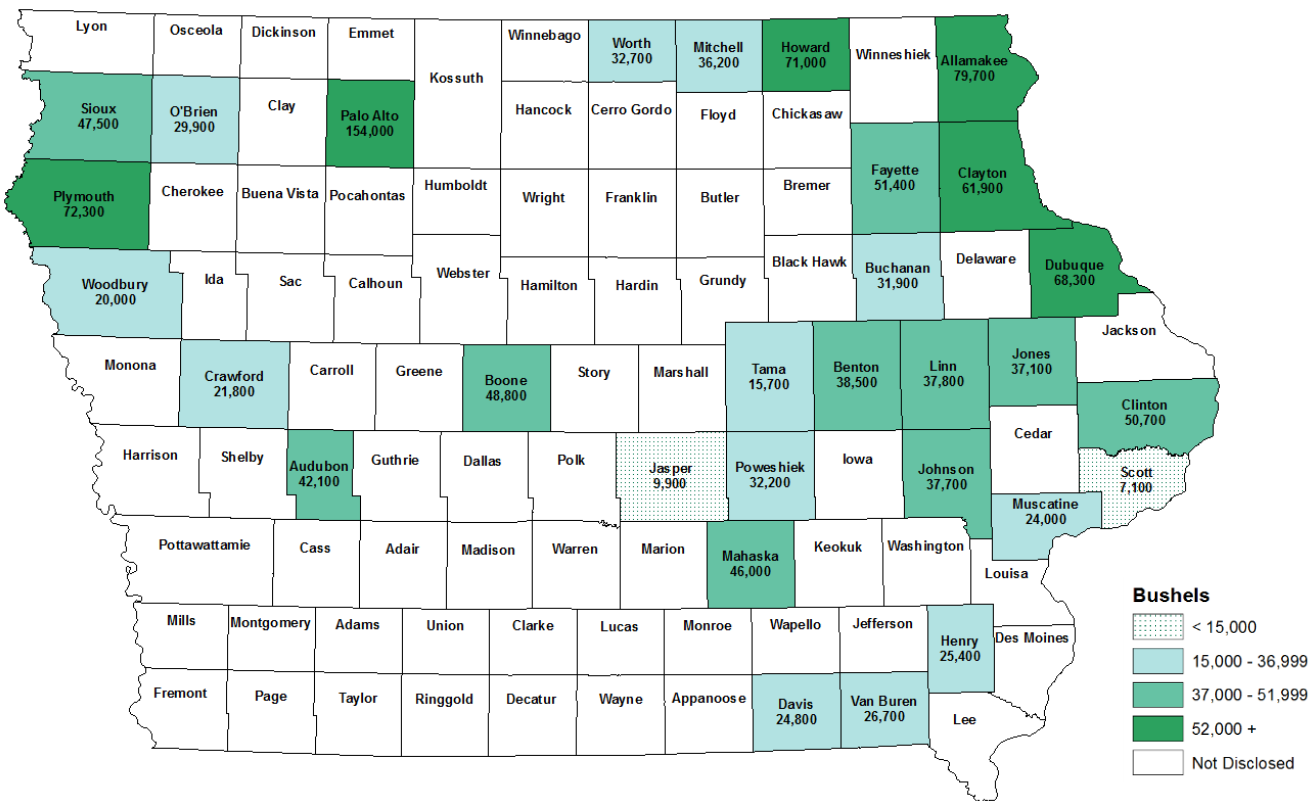 Lyon
Osceola
Dickinson
Emmet
Kossuth
Winnebago
Worth
32,700
Mitchell
36,200
Howard
71,000
Winneshiek
Allamakee
79,700
Sioux
47,500
O'Brien
29,900
Clay
Palo Alto
154,000
Hancock
Cerro Gordo
Floyd
Chickasaw
Fayette
51,400
Clayton
61,900
Plymouth
72,300
Cherokee
Buena Vista
Pocahontas
Humboldt
Wright
Franklin
Butler
Bremer
Woodbury
20,000
Ida
Sac
Calhoun
Webster
Hamilton
Hardin
Grundy
Black Hawk
Buchanan
31,900
Delaware
Dubuque
68,300
Jackson
Monona
Crawford
21,800
Carroll
Greene
Boone
48,800
Story
Marshall
Tama
15,700
Benton
38,500
Linn
37,800
Jones
37,100
Clinton
50,700
Cedar
Harrison
Shelby
Audubon
42,100
Guthrie
Dallas
Polk
Jasper
9,900
Poweshiek
32,200
Iowa
Johnson
37,700
Scott
7,100
Muscatine
24,000
Pottawattamie
Cass
Adair
Madison
Warren
Marion
Mahaska
46,000
Keokuk
Washington
Louisa
Mills
Montgomery
Adams
Union
Clarke
Lucas
Monroe
Wapello
Jefferson
Henry
25,400
Des Moines
Fremont
Page
Taylor
Ringgold
Decatur
Wayne
Appanoose
Davis
24,800
Van Buren
26,700
Lee
Bushels
< 15,000
15,000 - 36,999
37,000 - 51,999
52,000 +
Not Disclosed